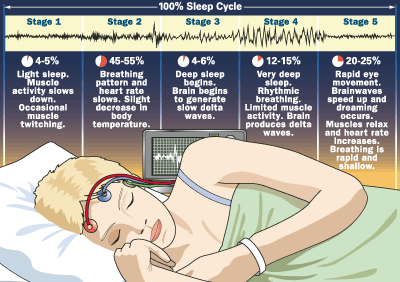 100% Sleep Cycle
Stage 1
Stage 2
Stage 3
Stage 4
Stage 5
4-5%
Light sleep.
Muscle
activity slows
down.
Occasional
muscle
twitching.
45-55%
Breathing
pattern and
heart rate
slows. Slight
decrease in
body
temperature.
4-6%
Deep sleep
begins.
Brain begins
to generate
slow delta
waves.
12-15%
Very deep
sleep.
Rhythmic
breathing.
Limited muscle
activity. Brain
produces delta
waves.
20-25%
Rapid eye
movement.
Brainwaves
speed up and
dreaming
occurs.
Muscles relax
and heart rate
increases.
Breathing is
rapid and
shallow.